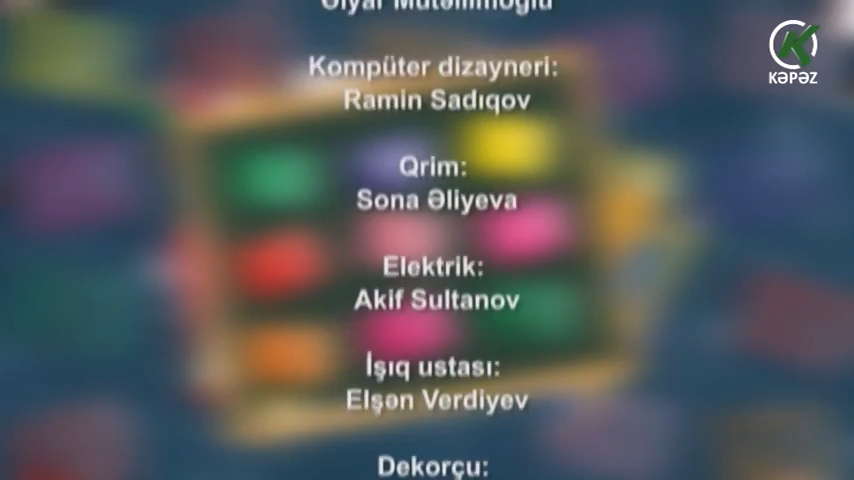 Kompüter dizayneri:
Ramin Sadıqov
Qrim:
Sona Əliyeva
Elektrik:
Akif Sultanov
İşıq ustası:
Elşən Verdiyev
Dekorçu:
KƏPƏZ